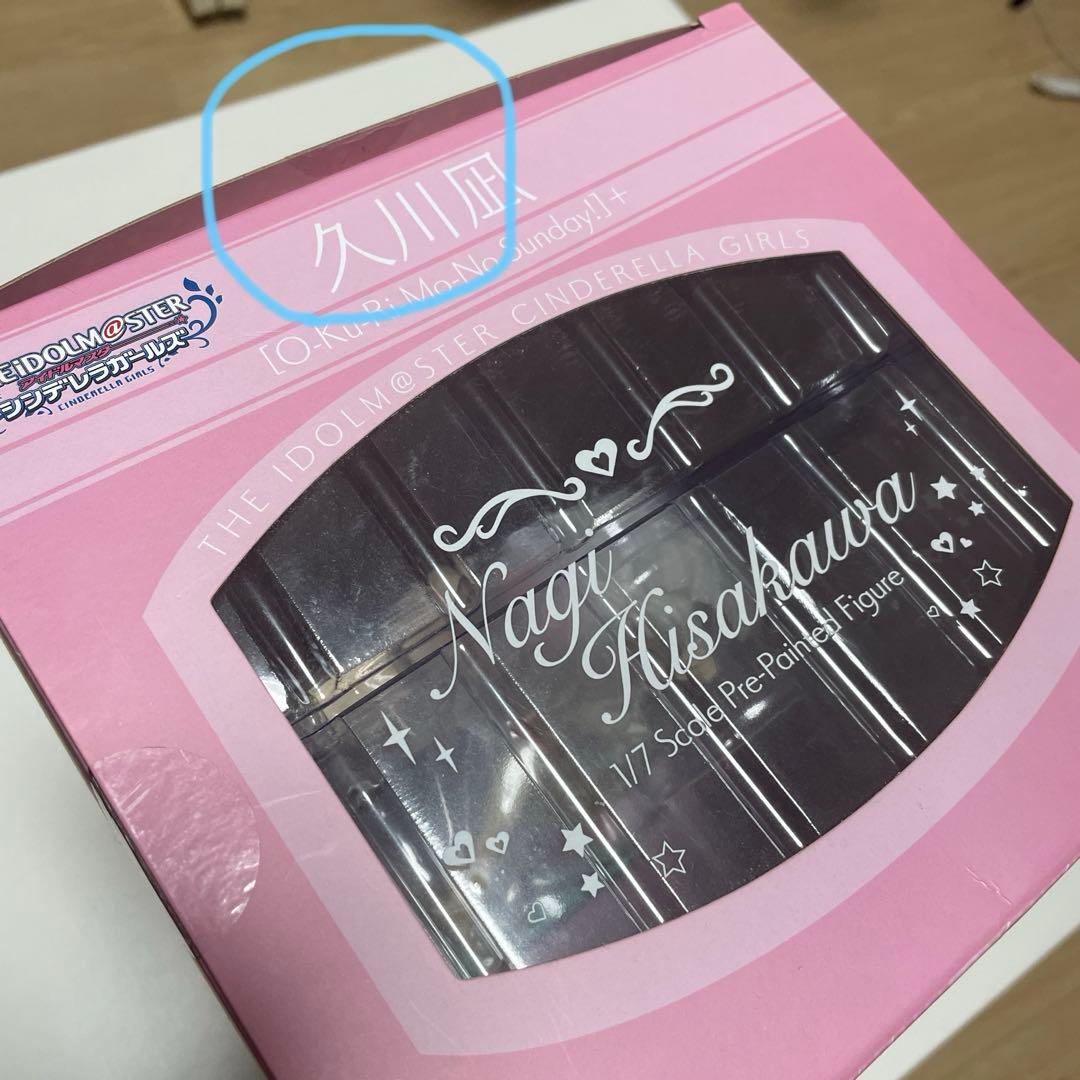 久川凪
[O-Ku-Ri Mo-No Sunday!]+
THE IDOLM@STER CINDERELLA GIRLS
EiDOLM@STER
アイドルマスター
シンデレラガールズ
CINDERELLA GIRLS
Nagi
Hisakawa
1/7 Scale Pre-Painted Figure